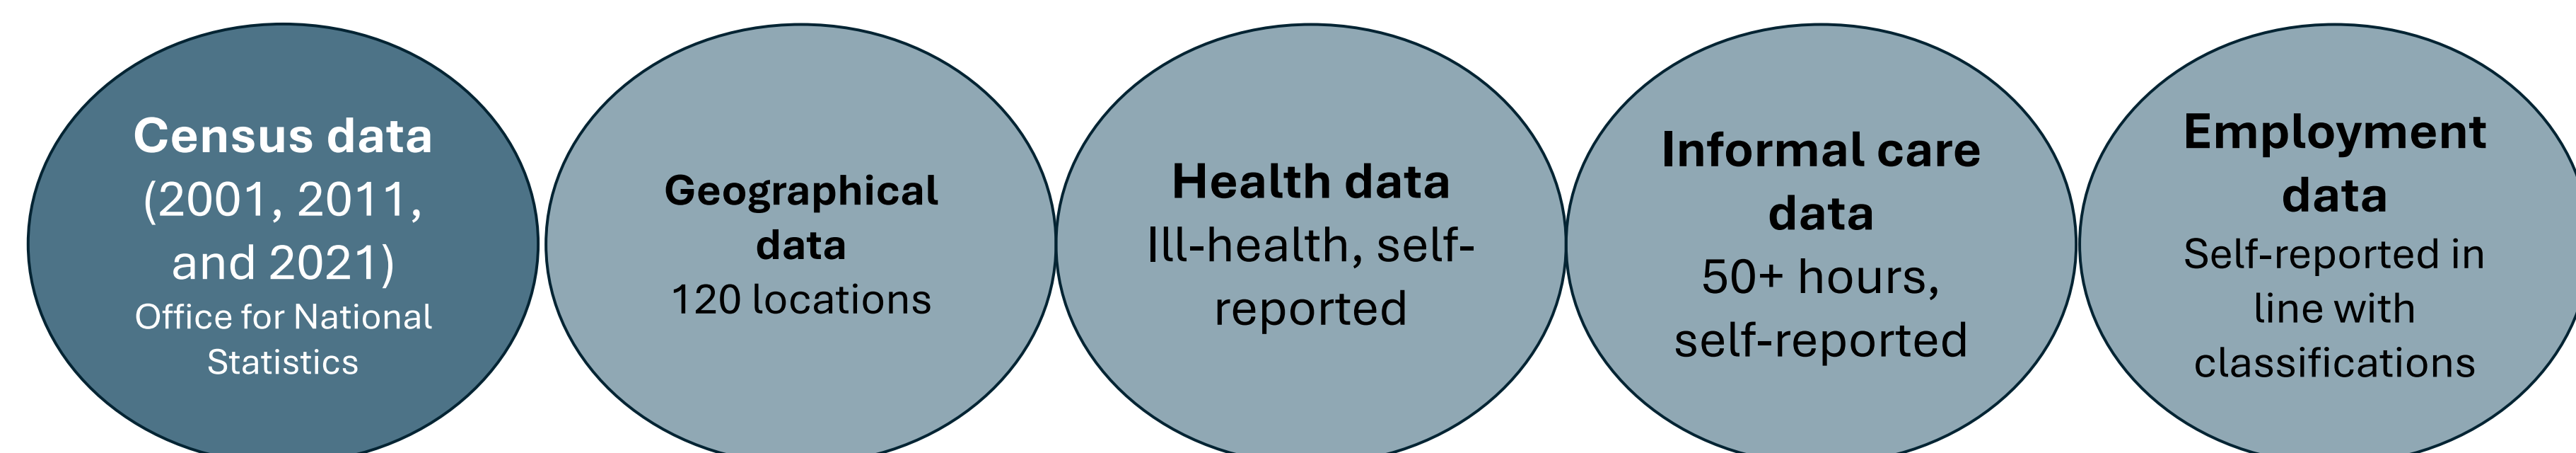 Census data
(2001, 2011,
and 2021)
Office for National
Statistics
Geographical
data
120 locations
Health data
Ill-health, self-
reported
Informal care
data
50+ hours,
self-reported
Employment
data
Self-reported in
line with
classifications